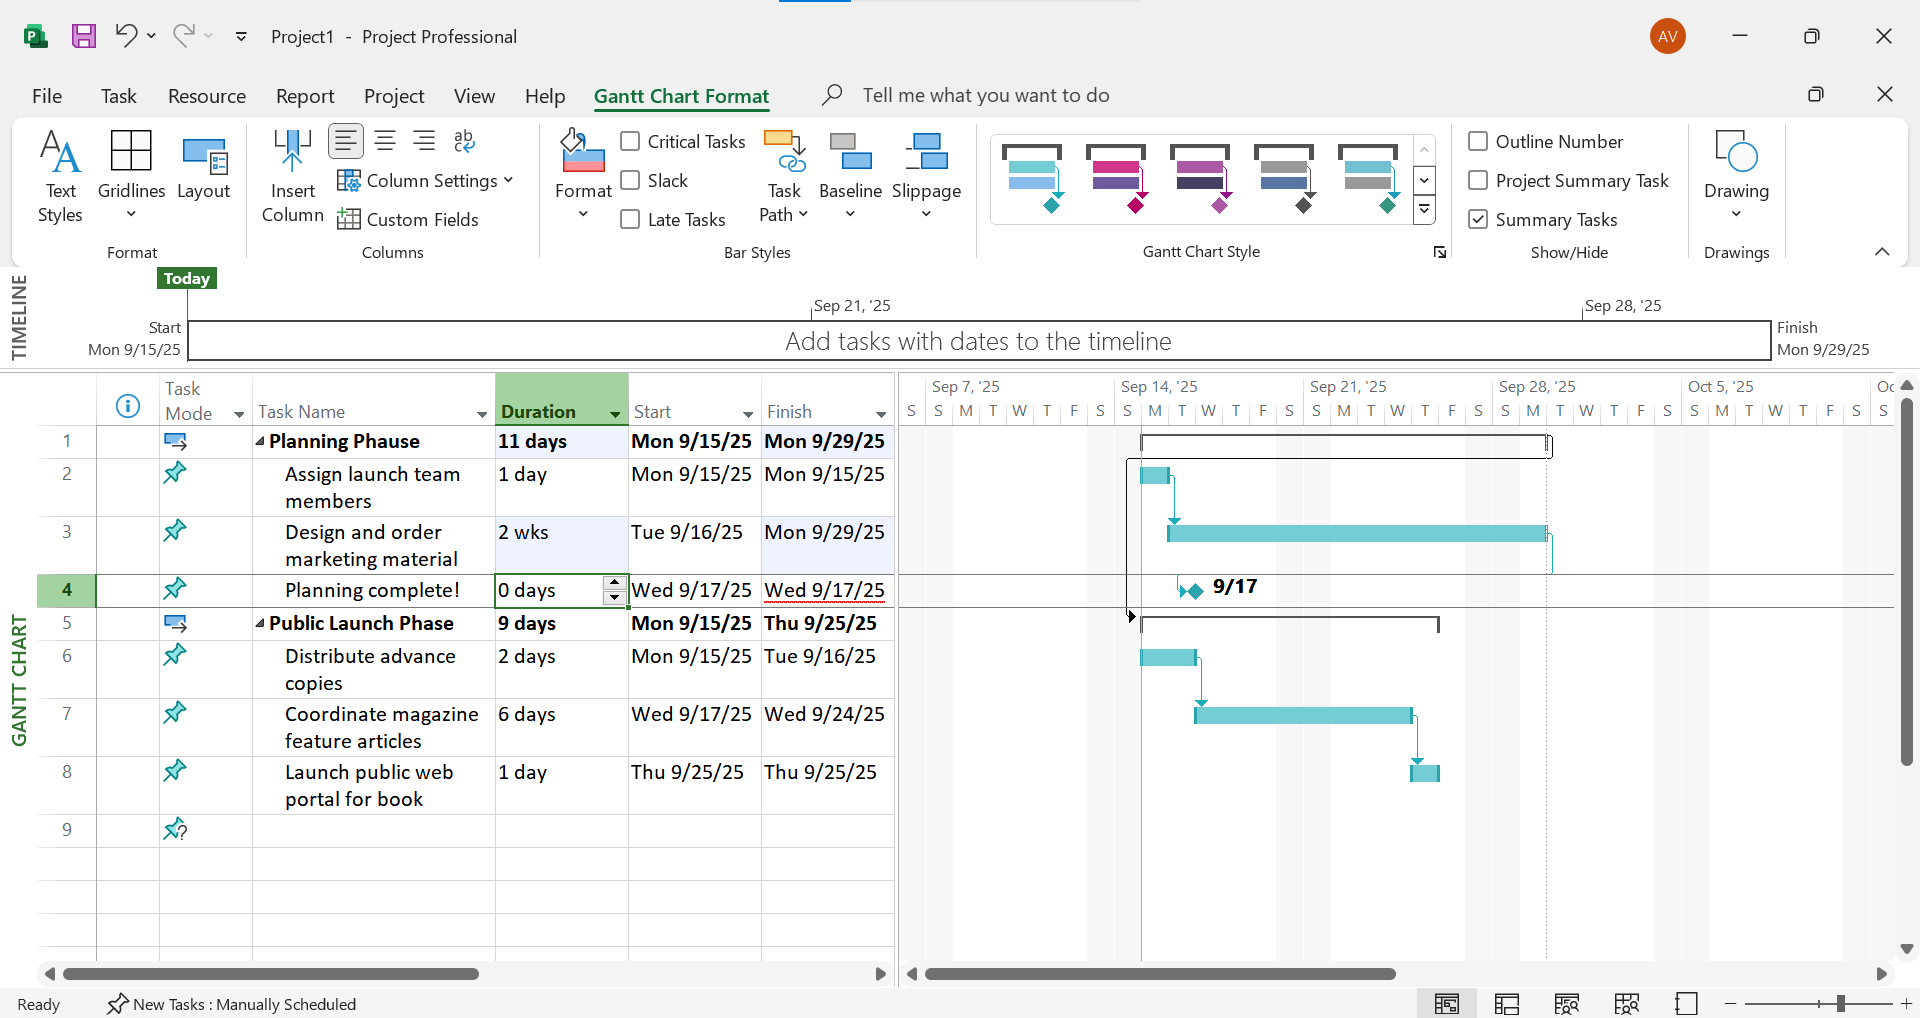 Project1 - Project Professional
AV
File Task Resource Report Project View Help Gantt Chart Format Tell me what you want to do
Text Styles
Gridlines
Layout
Format
Insert Column
Column Settings
Custom Fields
Columns
Format
Critical Tasks
Slack
Late Tasks
Task Path
Baseline
Slippage
Bar Styles
Gantt Chart Style
Outline Number
Project Summary Task
Summary Tasks
Show/Hide
Drawing
Drawings
TIMELINE
Today
Sep 21, '25 Sep 28, '25
Start
Mon 9/15/25
Add tasks with dates to the timeline
Finish
Mon 9/29/25
GANTT CHART
Task Mode Task Name Duration Start Finish
1 Planning Phause 11 days Mon 9/15/25 Mon 9/29/25
2 Assign launch team members 1 day Mon 9/15/25 Mon 9/15/25
3 Design and order marketing material 2 wks Tue 9/16/25 Mon 9/29/25
4 Planning complete! 0 days Wed 9/17/25 Wed 9/17/25
5 Public Launch Phase 9 days Mon 9/15/25 Thu 9/25/25
6 Distribute advance copies 2 days Mon 9/15/25 Tue 9/16/25
7 Coordinate magazine feature articles 6 days Wed 9/17/25 Wed 9/24/25
8 Launch public web portal for book 1 day Thu 9/25/25 Thu 9/25/25
9
Sep 7, '25 Sep 14, '25 Sep 21, '25 Sep 28, '25 Oct 5, '25 Oc
S S M T W T F S S M T W T F S S M T W T F S S M T W T F S S M T W T F S S
9/17
Ready New Tasks : Manually Scheduled